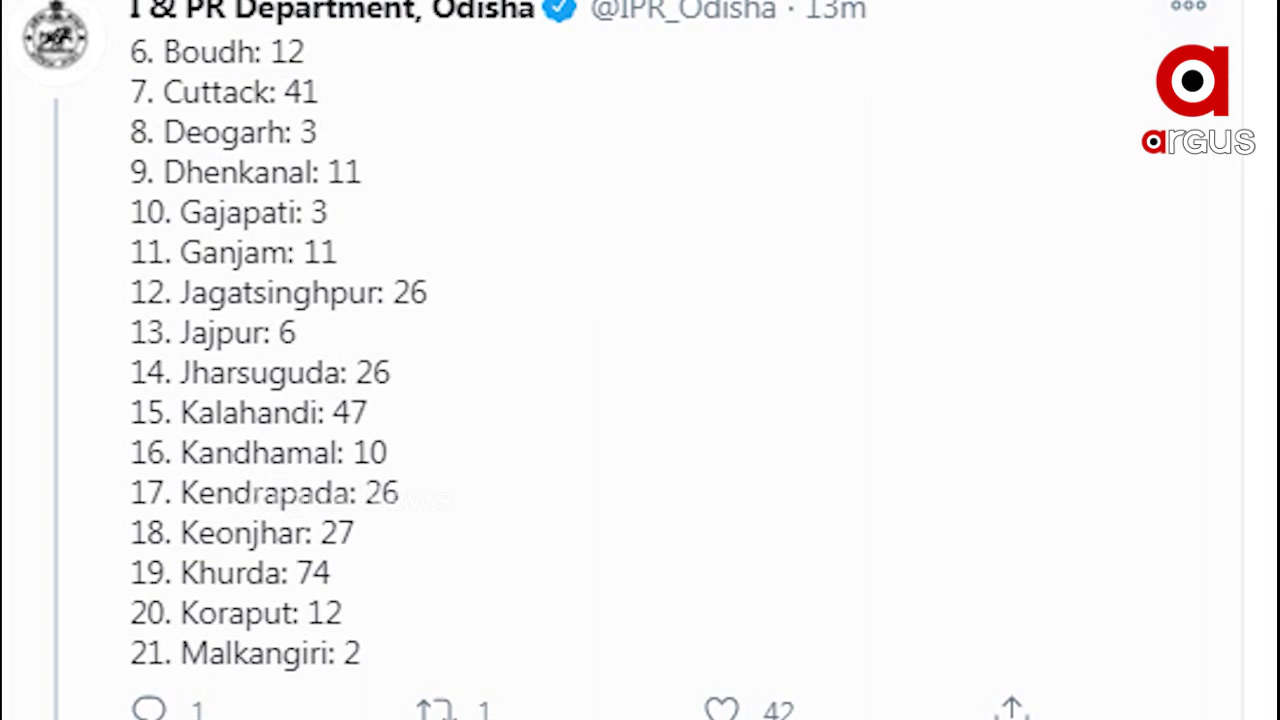 I & PR Department, Odisha @IPR_Odisha · 13m
argus
6. Boudh: 12
7. Cuttack: 41
8. Deogarh: 3
9. Dhenkanal: 11
10. Gajapati: 3
11. Ganjam: 11
12. Jagatsinghpur: 26
13. Jajpur: 6
14. Jharsuguda: 26
15. Kalahandi: 47
16. Kandhamal: 10
17. Kendrapada: 26
18. Keonjhar: 27
19. Khurda: 74
20. Koraput: 12
21. Malkangiri: 2
1 1 42